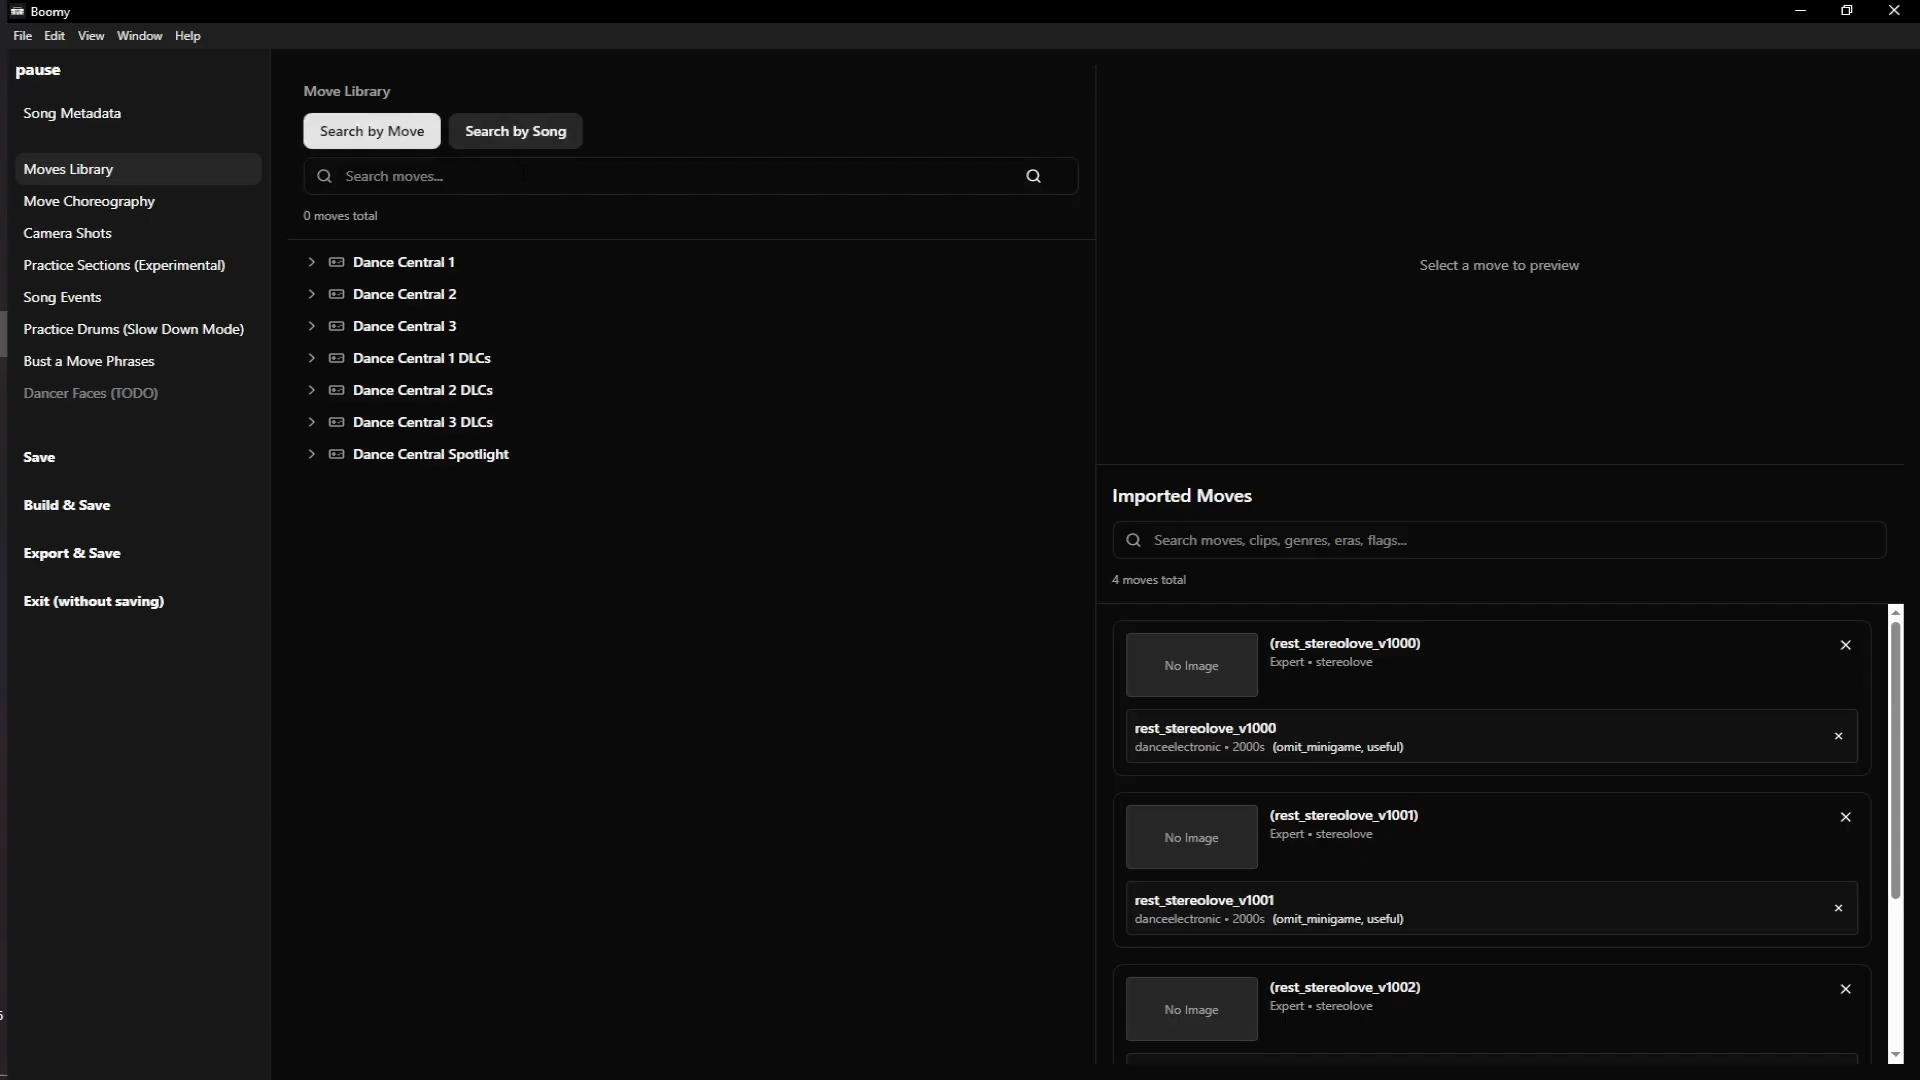 Boomy
File Edit View Window Help
pause
Song Metadata
Moves Library
Move Choreography
Camera Shots
Practice Sections (Experimental)
Song Events
Practice Drums (Slow Down Mode)
Bust a Move Phrases
Dancer Faces (TODO)
Save
Build & Save
Export & Save
Exit (without saving)
Move Library
Search by Move Search by Song
Search moves...
0 moves total
Dance Central 1
Dance Central 2
Dance Central 3
Dance Central 1 DLCs
Dance Central 2 DLCs
Dance Central 3 DLCs
Dance Central Spotlight
Select a move to preview
Imported Moves
Search moves, clips, genres, eras, flags...
4 moves total
No Image
(rest_stereolove_v1000)
Expert • stereolove
rest_stereolove_v1000
danceelectronic • 2000s (omit_minigame, useful)
No Image
(rest_stereolove_v1001)
Expert • stereolove
rest_stereolove_v1001
danceelectronic • 2000s (omit_minigame, useful)
No Image
(rest_stereolove_v1002)
Expert • stereolove